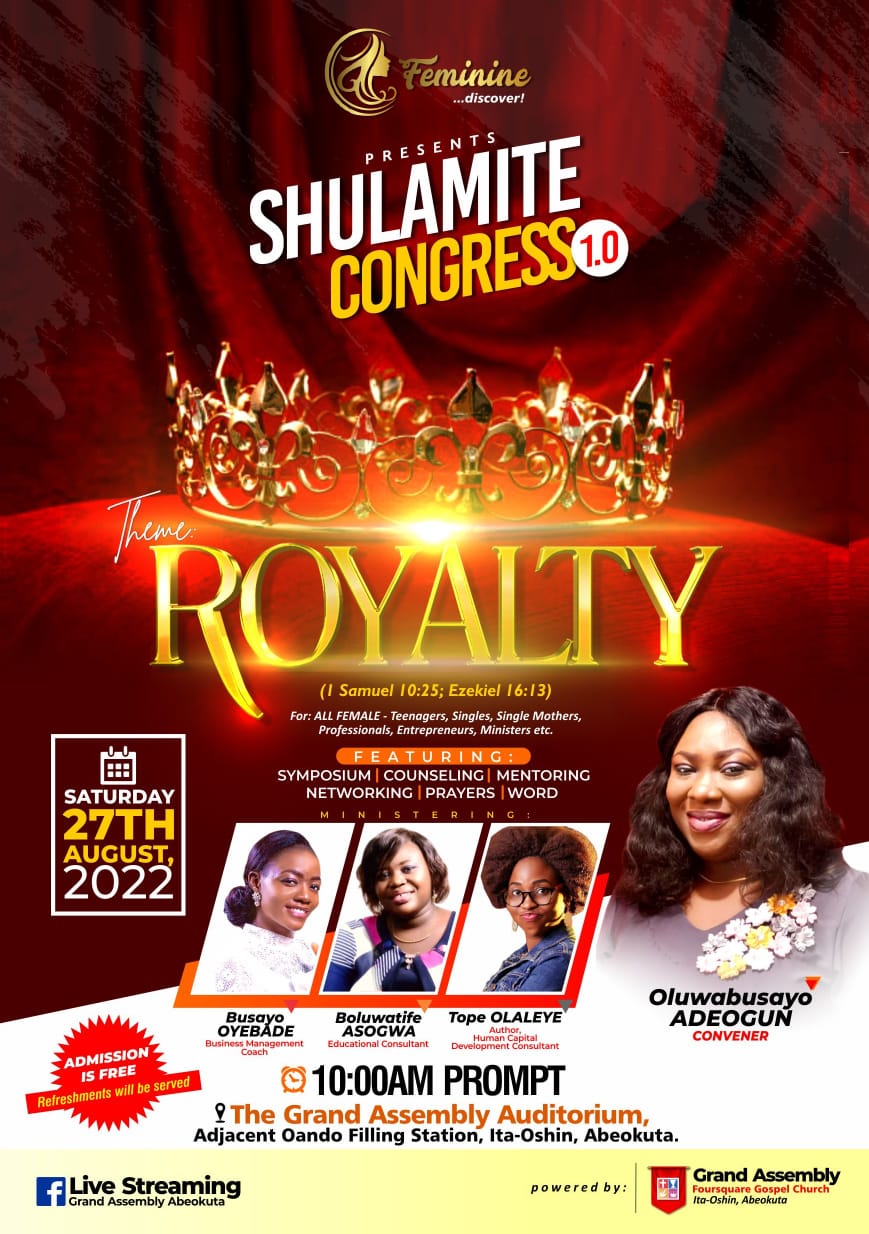 Feminine
...discover!
PRESENTS
SHULAMITE
CONGRESS 1.0
Theme:
ROYALTY
(1 Samuel 10:25; Ezekiel 16:13)
For: ALL FEMALE - Teenagers, Singles, Single Mothers,
Professionals, Entrepreneurs, Ministers etc.
FEATURING:
SYMPOSIUM | COUNSELING | MENTORING
NETWORKING | PRAYERS | WORD
MINISTERING:
SATURDAY
27TH
AUGUST,
2022
Busayo
OYEBADE
Business Management
Coach
Boluwatife
ASOGWA
Educational Consultant
Tope OLALEYE
Author,
Human Capital
Development Consultant
Oluwabusayo
ADEOGUN
CONVENER
ADMISSION
IS FREE
Refreshments will be served
10:00AM PROMPT
The Grand Assembly Auditorium,
Adjacent Oando Filling Station, Ita-Oshin, Abeokuta.
f Live Streaming
Grand Assembly Abeokuta
powered by:
Grand Assembly
Foursquare Gospel Church
Ita-Oshin, Abeokuta